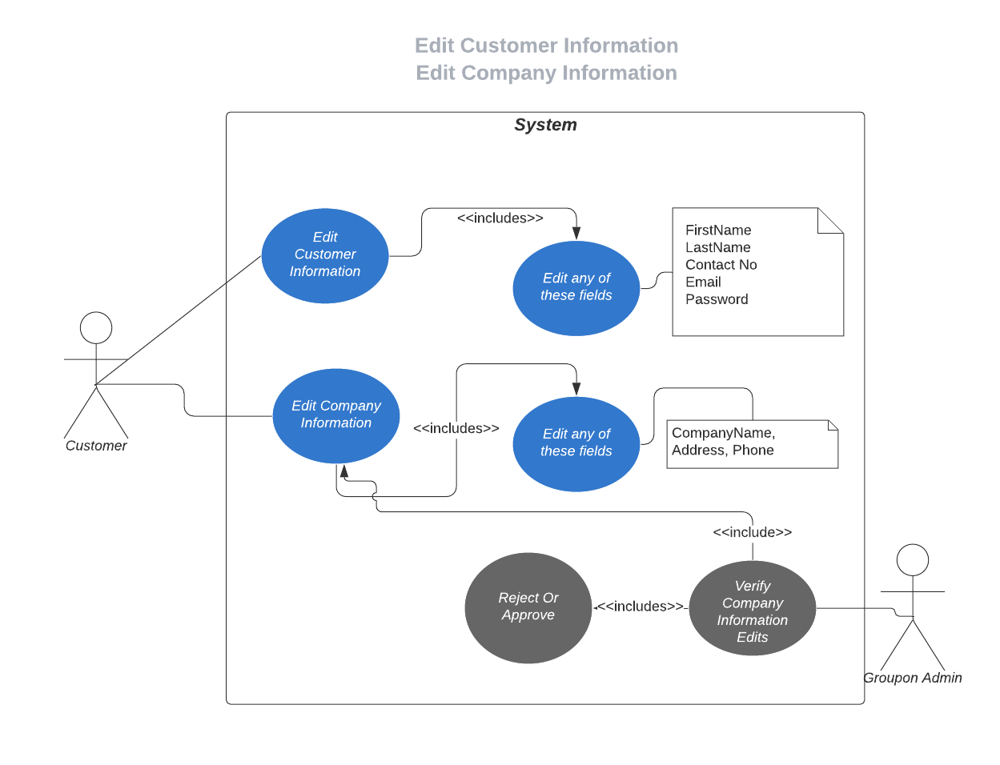 Edit Customer Information
Edit Company Information
System
<<includes>>
Edit
Customer
Information
Edit any of
these fields
FirstName
LastName
Contact No
Email
Password
Customer
Edit Company
Information
<<includes>>
Edit any of
these fields
CompanyName,
Address, Phone
<<include>>
Reject Or
Approve
<<includes>>
Verify
Company
Information
Edits
Groupon Admin